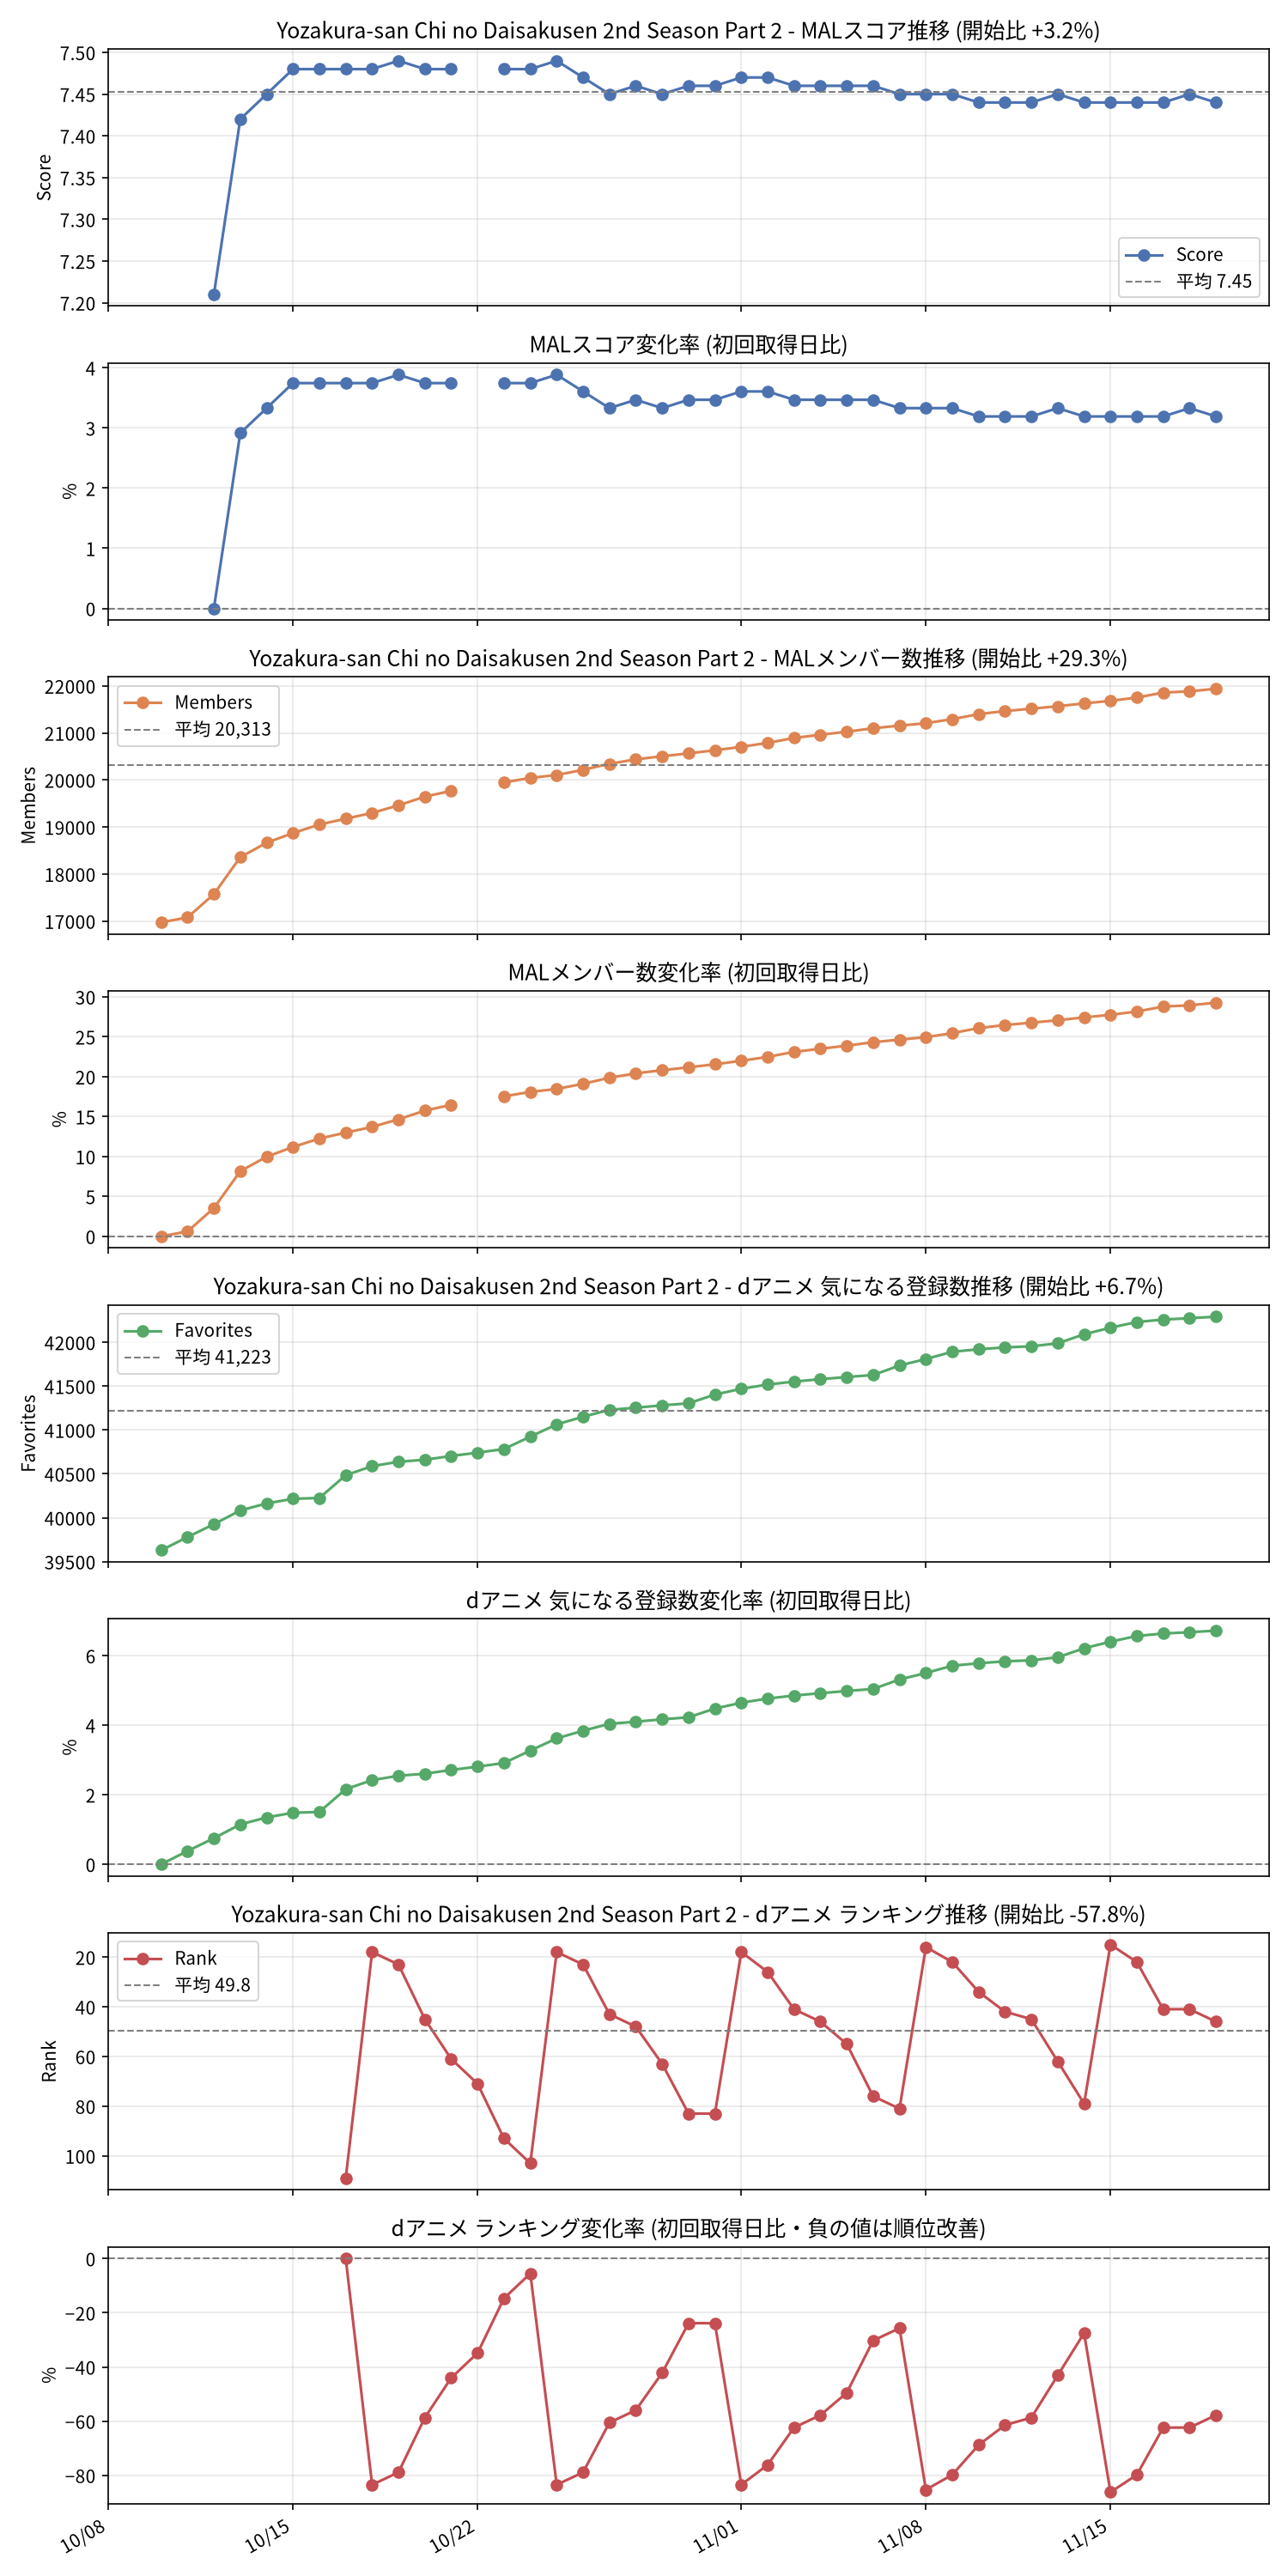 Yozakura-san Chi no Daisakusen 2nd Season Part 2 - MALスコア推移 (開始比 +3.2%)
7.50
7.45
7.40
7.35
7.30
7.25
7.20
Score
Score
平均 7.45
MALスコア変化率 (初回取得日比)
4
3
2
1
0
%
Yozakura-san Chi no Daisakusen 2nd Season Part 2 - MALメンバー数推移 (開始比 +29.3%)
22000
21000
20000
19000
18000
17000
Members
Members
平均 20,313
MALメンバー数変化率 (初回取得日比)
30
25
20
15
10
5
0
%
Yozakura-san Chi no Daisakusen 2nd Season Part 2 - dアニメ 気になる登録数推移 (開始比 +6.7%)
42000
41500
41000
40500
40000
39500
Favorites
Favorites
平均 41,223
dアニメ 気になる登録数変化率 (初回取得日比)
6
4
2
0
%
Yozakura-san Chi no Daisakusen 2nd Season Part 2 - dアニメ ランキング推移 (開始比 -57.8%)
20
40
60
80
100
Rank
Rank
平均 49.8
dアニメ ランキング変化率 (初回取得日比・負の値は順位改善)
0
−20
−40
−60
−80
%
10/08
10/15
10/22
11/01
11/08
11/15